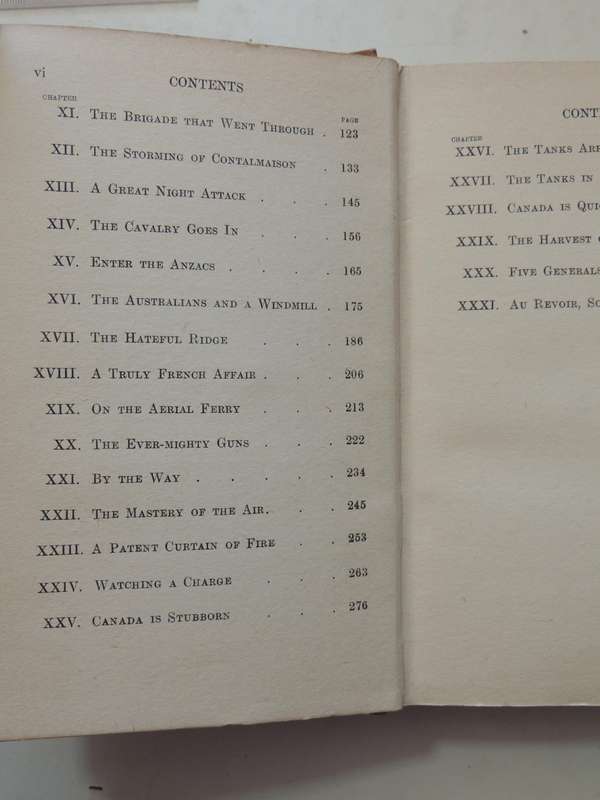 vi
CONTENTS
CHAPTER
PAGE
XI. THE BRIGADE THAT WENT THROUGH . 123
XII. THE STORMING OF CONTALMAISON . 133
XIII. A GREAT NIGHT ATTACK . . . 145
XIV. THE CAVALRY GOES IN . . . 156
XV. ENTER THE ANZACS . . . . 165
XVI. THE AUSTRALIANS AND A WINDMILL . 175
XVII. THE HATEFUL RIDGE . . . 186
XVIII. A TRULY FRENCH AFFAIR . . . 206
XIX. ON THE AERIAL FERRY . . . 213
XX. THE EVER-MIGHTY GUNS . . . 222
XXI. BY THE WAY . . . . . 234
XXII. THE MASTERY OF THE AIR. . . 245
XXIII. A PATENT CURTAIN OF FIRE . . 253
XXIV. WATCHING A CHARGE . . . 263
XXV. CANADA IS STUBBORN . . . 276
CONT
CHAPTER
XXVI. THE TANKS ARR
XXVII. THE TANKS IN
XXVIII. CANADA IS QUI
XXIX. THE HARVEST
XXX. FIVE GENERALS
XXXI. AU REVOIR, SO